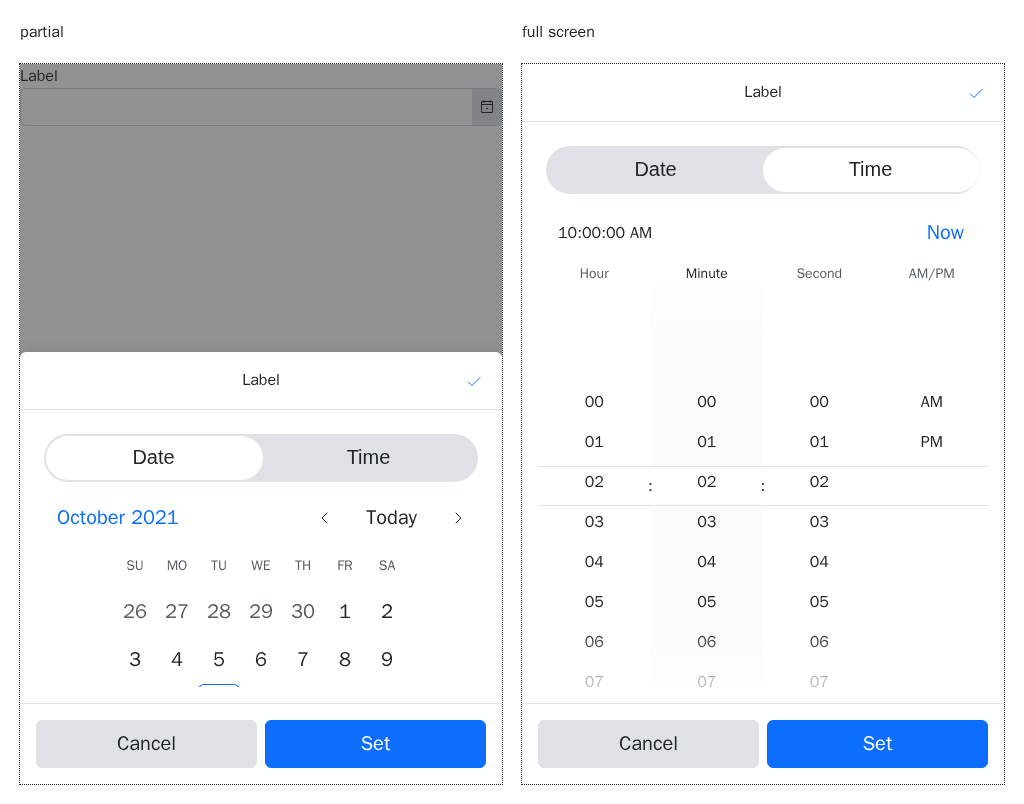 partial
Label
Label
Date Time
October 2021 Today
SU MO TU WE TH FR SA
26 27 28 29 30 1 2
3 4 5 6 7 8 9
Cancel Set
full screen
Label
Date Time
10:00:00 AM Now
Hour Minute Second AM/PM
00 00 00 AM
01 01 01 PM
02 : 02 : 02
03 03 03
04 04 04
05 05 05
06 06 06
07 07 07
Cancel Set